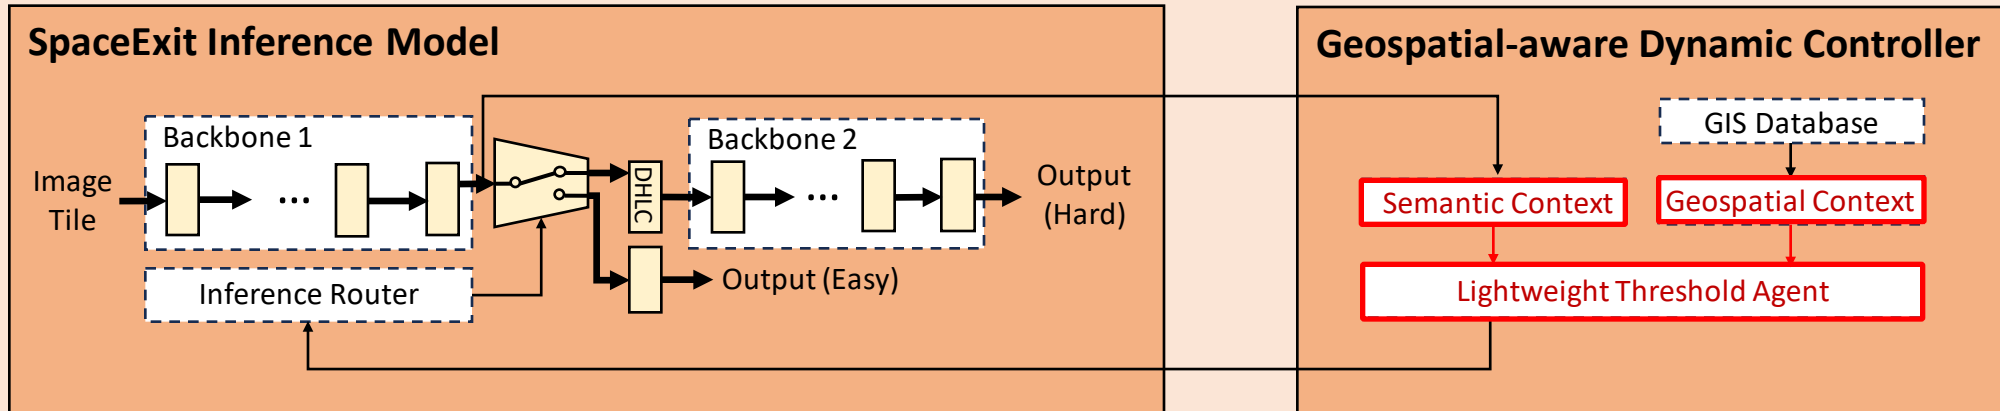 SpaceExit Inference Model
Image
Tile
Backbone 1
...
DHLC
Backbone 2
...
Output
(Hard)
Inference Router
Output (Easy)
Geospatial-aware Dynamic Controller
GIS Database
Semantic Context
Geospatial Context
Lightweight Threshold Agent